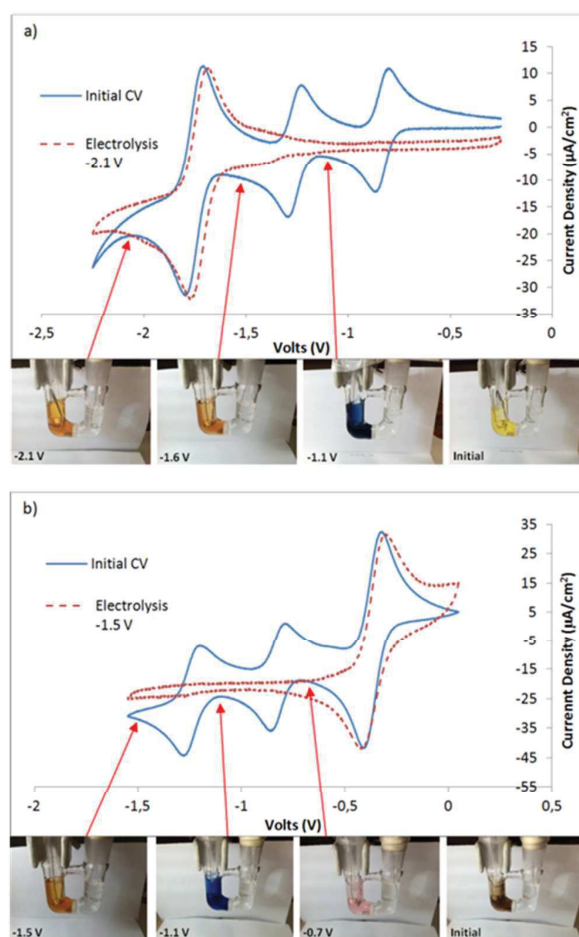 a)
Initial CV
Electrolysis
-2.1 V
15
10
5
0
-5
-10
-15
-20
-25
-30
-35
Current Density (µA/cm²)
-2,5
-2
-1,5
-1
-0,5
0
Volts (V)
-2.1 V
-1.6 V
-1.1 V
Initial
b)
Initial CV
Electrolysis
-1.5 V
35
25
15
5
-5
-15
-25
-35
-45
-55
Currennt Density (µA/cm²)
-2
-1,5
-1
-0,5
0
0,5
Volts (V)
-1.5 V
-1.1 V
-0.7 V
Initial